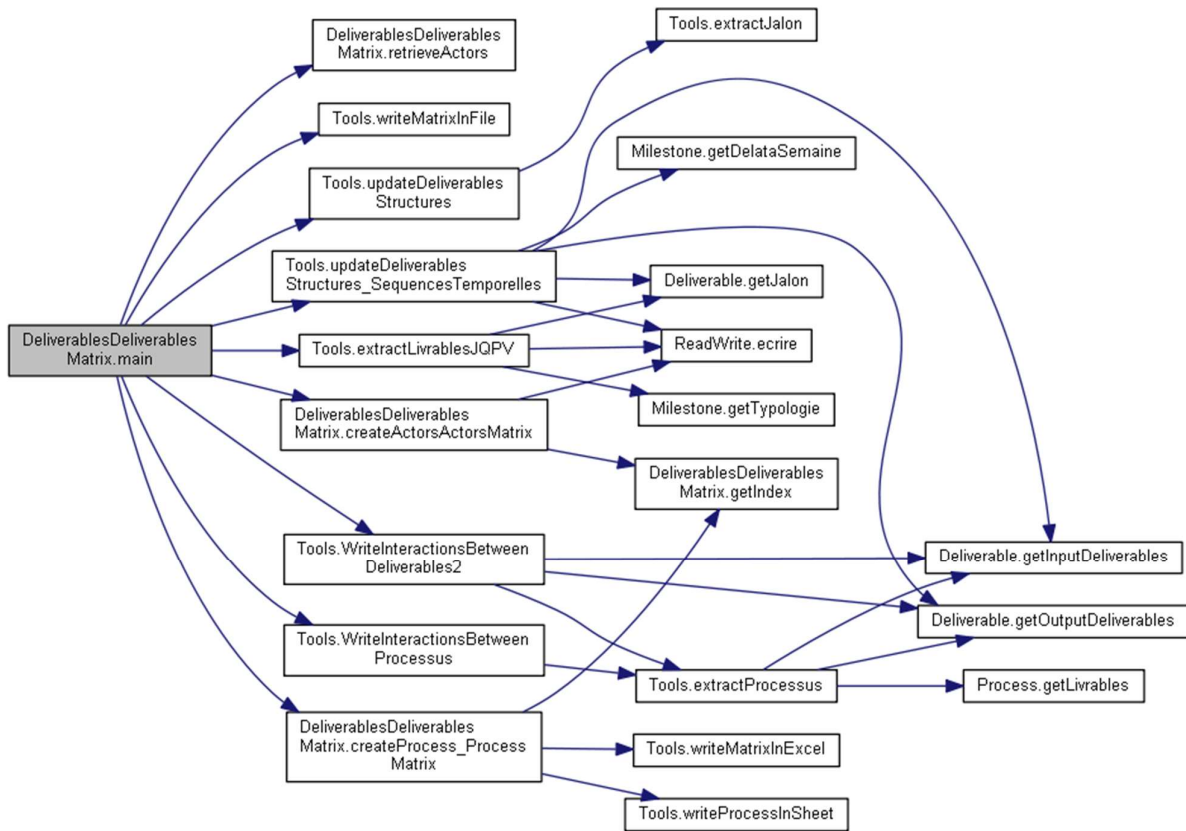 DeliverablesDeliverables
Matrix.main
DeliverablesDeliverables
Matrix.retrieveActors
Tools.writeMatrixInFile
Tools.updateDeliverables
Structures
Tools.updateDeliverables
Structures_SequencesTemporelles
Tools.extractLivrablesJQPV
DeliverablesDeliverables
Matrix.createActorsActorsMatrix
Tools.WriteInteractionsBetween
Deliverables2
Tools.WriteInteractionsBetween
Processus
DeliverablesDeliverables
Matrix.createProcess_Process
Matrix
Tools.extractJalon
Milestone.getDelataSemaine
Deliverable.getJalon
ReadWrite.ecrire
Milestone.getTypologie
DeliverablesDeliverables
Matrix.getIndex
Tools.extractProcessus
Tools.writeMatrixInExcel
Tools.writeProcessInSheet
Deliverable.getInputDeliverables
Deliverable.getOutputDeliverables
Process.getLivrables